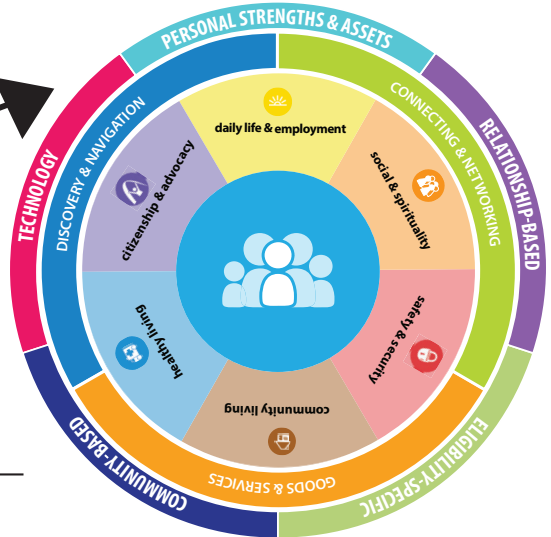 PERSONAL STRENGTHS & ASSETS
RELATIONSHIP-BASED
ELIGIBILITY-SPECIFIC
COMMUNITY-BASED
TECHNOLOGY
DISCOVERY & NAVIGATION
CONNECTING & NETWORKING
GOODS & SERVICES
daily life & employment
social & spirituality
safety & security
community living
healthy living
citizenship & advocacy